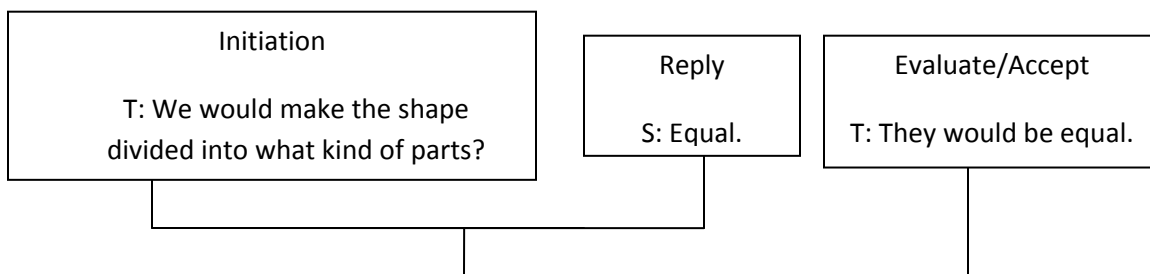 Initiation
T: We would make the shape
divided into what kind of parts?
Reply
S: Equal.
Evaluate/Accept
T: They would be equal.